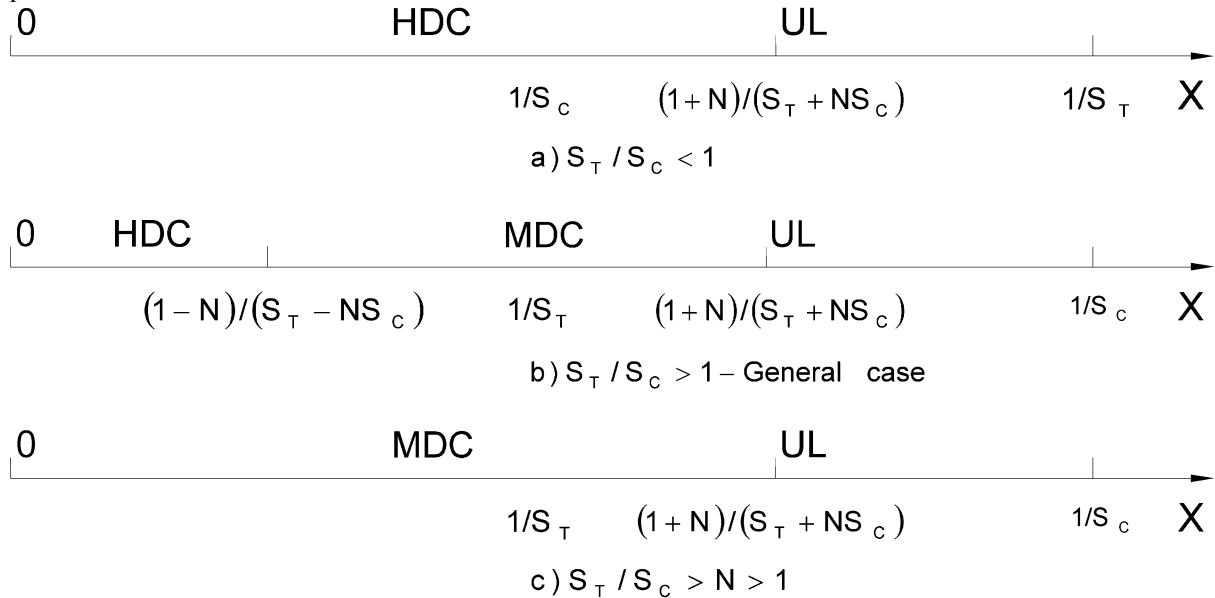 0 HDC UL
1/S C (1+N)/(S T +NS C) 1/S T X
a) S T / S C < 1
0 HDC MDC UL
(1−N)/(S T −NS C) 1/S T (1+N)/(S T +NS C) 1/S C X
b) S T / S C > 1 − General case
0 MDC UL
1/S T (1+N)/(S T +NS C) 1/S C X
c) S T / S C > N > 1